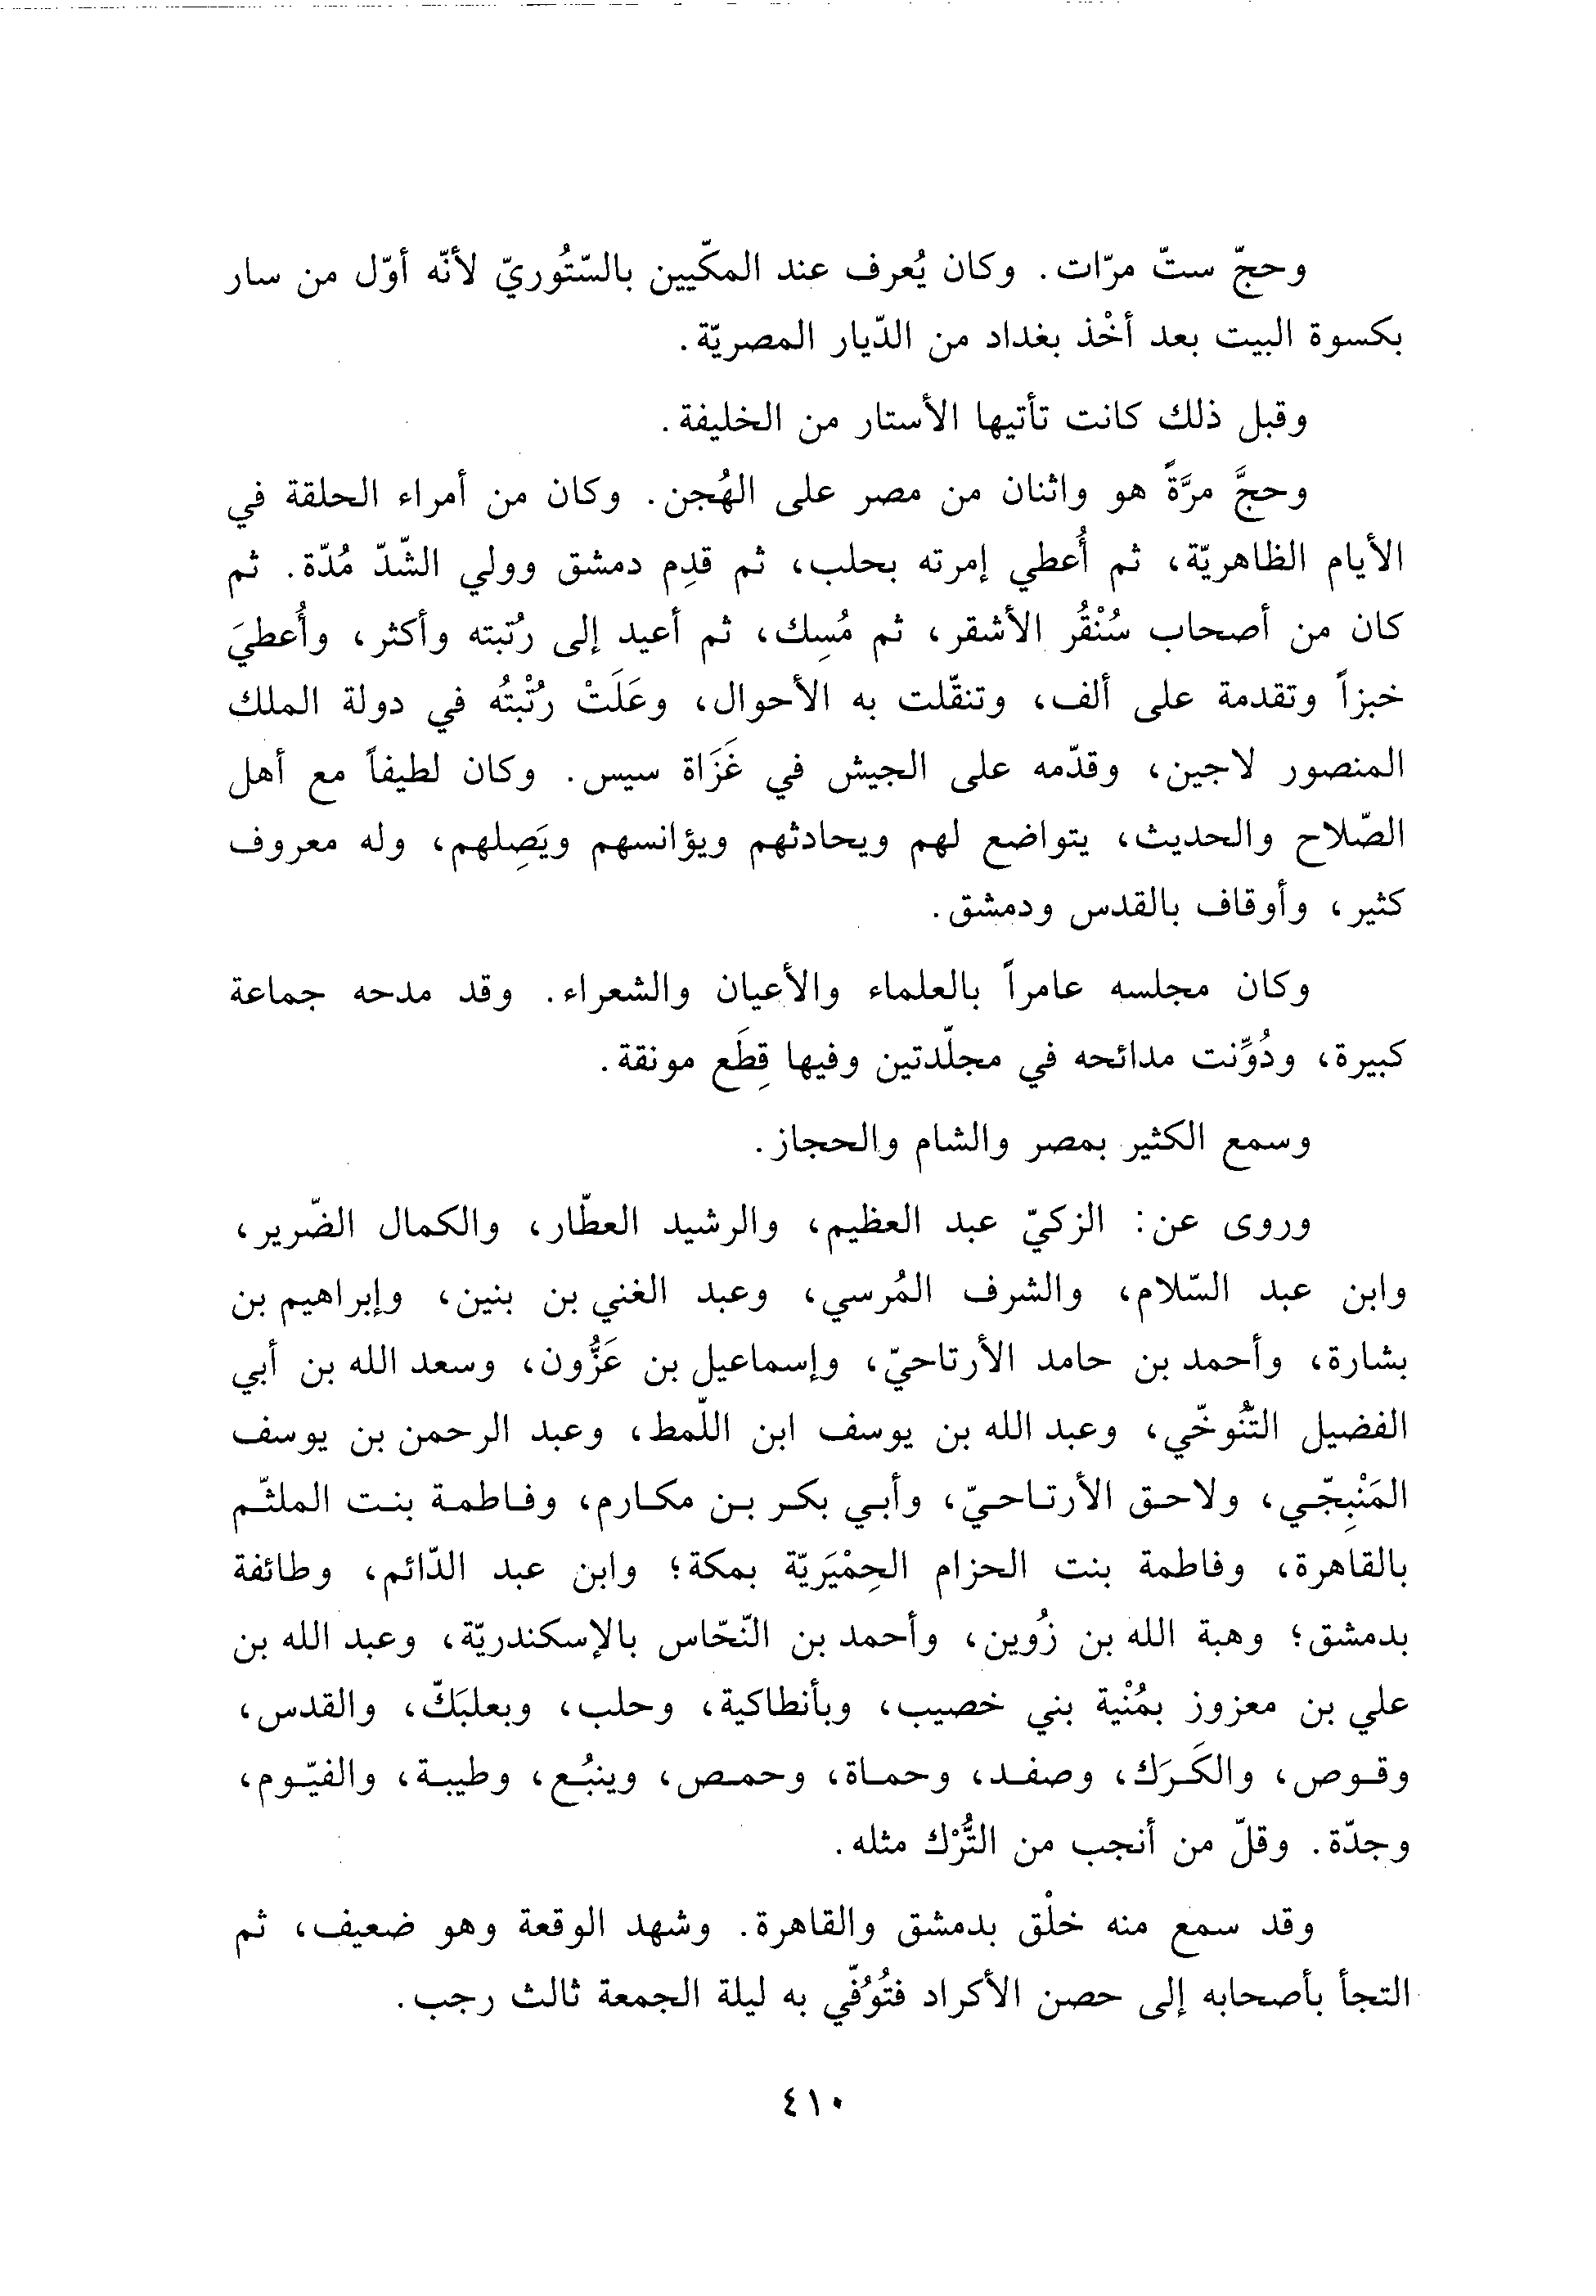 وحجّ ستّ مرّات. وكان يُعرف عند المكّيين بالسّتُوريّ لأنّه أوّل من سار
بكسوة البيت بعد أخْذ بغداد من الدّيار المصريّة.
وقبل ذلك كانت تأتيها الأستار من الخليفة.
وحجَّ مرَّةً هو واثنان من مصر على الهُجن. وكان من أمراء الحلقة في
الأيام الظاهريّة، ثم أُعطي إمرته بحلب، ثم قدِم دمشق وولي الشّدّ مُدّة. ثم
كان من أصحاب سُنْقُر الأشقر، ثم مُسِك، ثم أعيد إلى رُتبته وأكثر، وأُعطيَ
خبزاً وتقدمة على ألف، وتنقّلت به الأحوال، وعَلَتْ رُتْبتُه في دولة الملك
المنصور لاجين، وقدّمه على الجيش في غَزَاة سيس. وكان لطيفاً مع أهل
الصّلاح والحديث، يتواضع لهم ويحادثهم ويؤانسهم ويَصِلهم، وله معروف
كثير، وأوقاف بالقدس ودمشق.
وكان مجلسه عامراً بالعلماء والأعيان والشعراء. وقد مدحه جماعة
كبيرة، ودُوِّنت مدائحه في مجلّدتين وفيها قِطَع مونقة.
وسمع الكثير بمصر والشام والحجاز.
وروى عن: الزكيّ عبد العظيم، والرشيد العطّار، والكمال الضّرير،
وابن عبد السّلام، والشرف المُرسي، وعبد الغني بن بنين، وإبراهيم بن
بشارة، وأحمد بن حامد الأرتاحيّ، وإسماعيل بن عَزُّون، وسعد الله بن أبي
الفضيل التَّنُوخّي، وعبد الله بن يوسف ابن اللّمط، وعبد الرحمن بن يوسف
المَنْبِجّي، ولاحق الأرتاحيّ، وأبي بكر بن مكارم، وفاطمة بنت الملثّم
بالقاهرة، وفاطمة بنت الحزام الحِمْيَريّة بمكة؛ وابن عبد الدّائم، وطائفة
بدمشق؛ وهبة الله بن زُوين، وأحمد بن النّحّاس بالإسكندريّة، وعبد الله بن
علي بن معزوز بمُنْية بني خصيب، وبأنطاكية، وحلب، وبعلبَكّ، والقدس،
وقوص، والكَرَك، وصفد، وحماة، وحمص، وينبُع، وطيبة، والفيّوم،
وجدّة. وقلّ من أنجب من التُّرْك مثله.
وقد سمع منه خلْق بدمشق والقاهرة. وشهد الوقعة وهو ضعيف، ثم
التجأ بأصحابه إلى حصن الأكراد فتُوُفّي به ليلة الجمعة ثالث رجب.
٤١٠